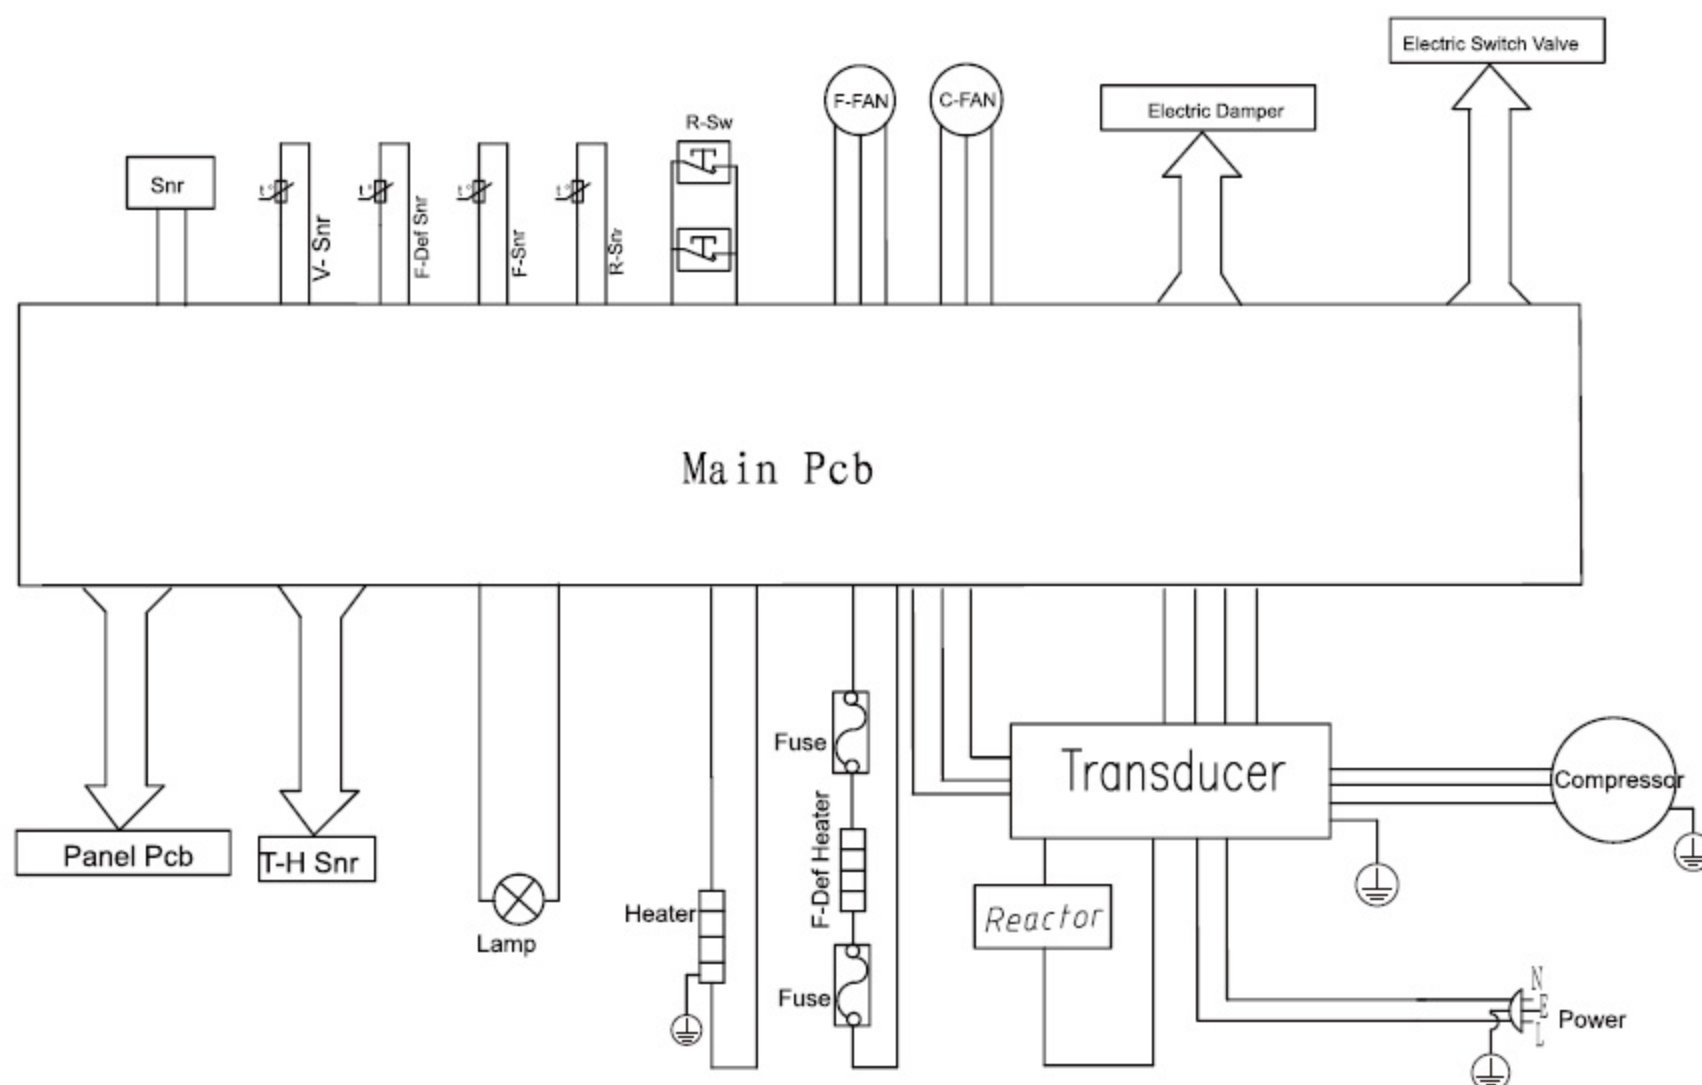 Electric Switch Valve
F-FAN
C-FAN
Electric Damper
R-Sw
Snr
t°
V- Snr
t°
F-Def Snr
t°
F-Snr
t°
R-Snr
Main Pcb
Fuse
Transducer
Compressor
Panel Pcb
T-H Snr
F-Def Heater
Heater
Reactor
Lamp
Fuse
N
E
L
Power